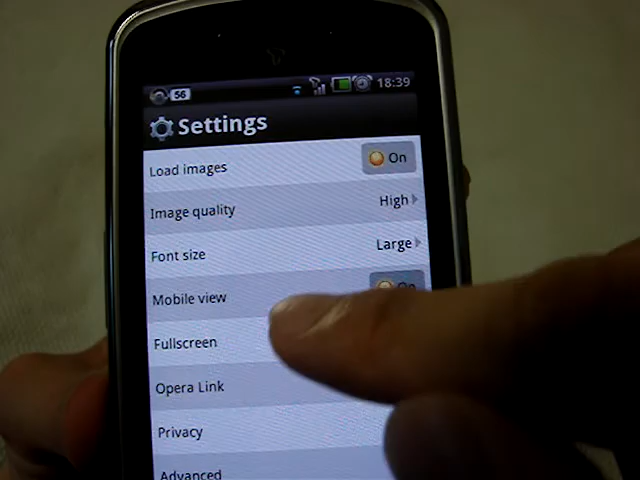 56 18:39
Settings
Load images On
Image quality High
Font size Large
Mobile view On
Fullscreen
Opera Link
Privacy
Advanced